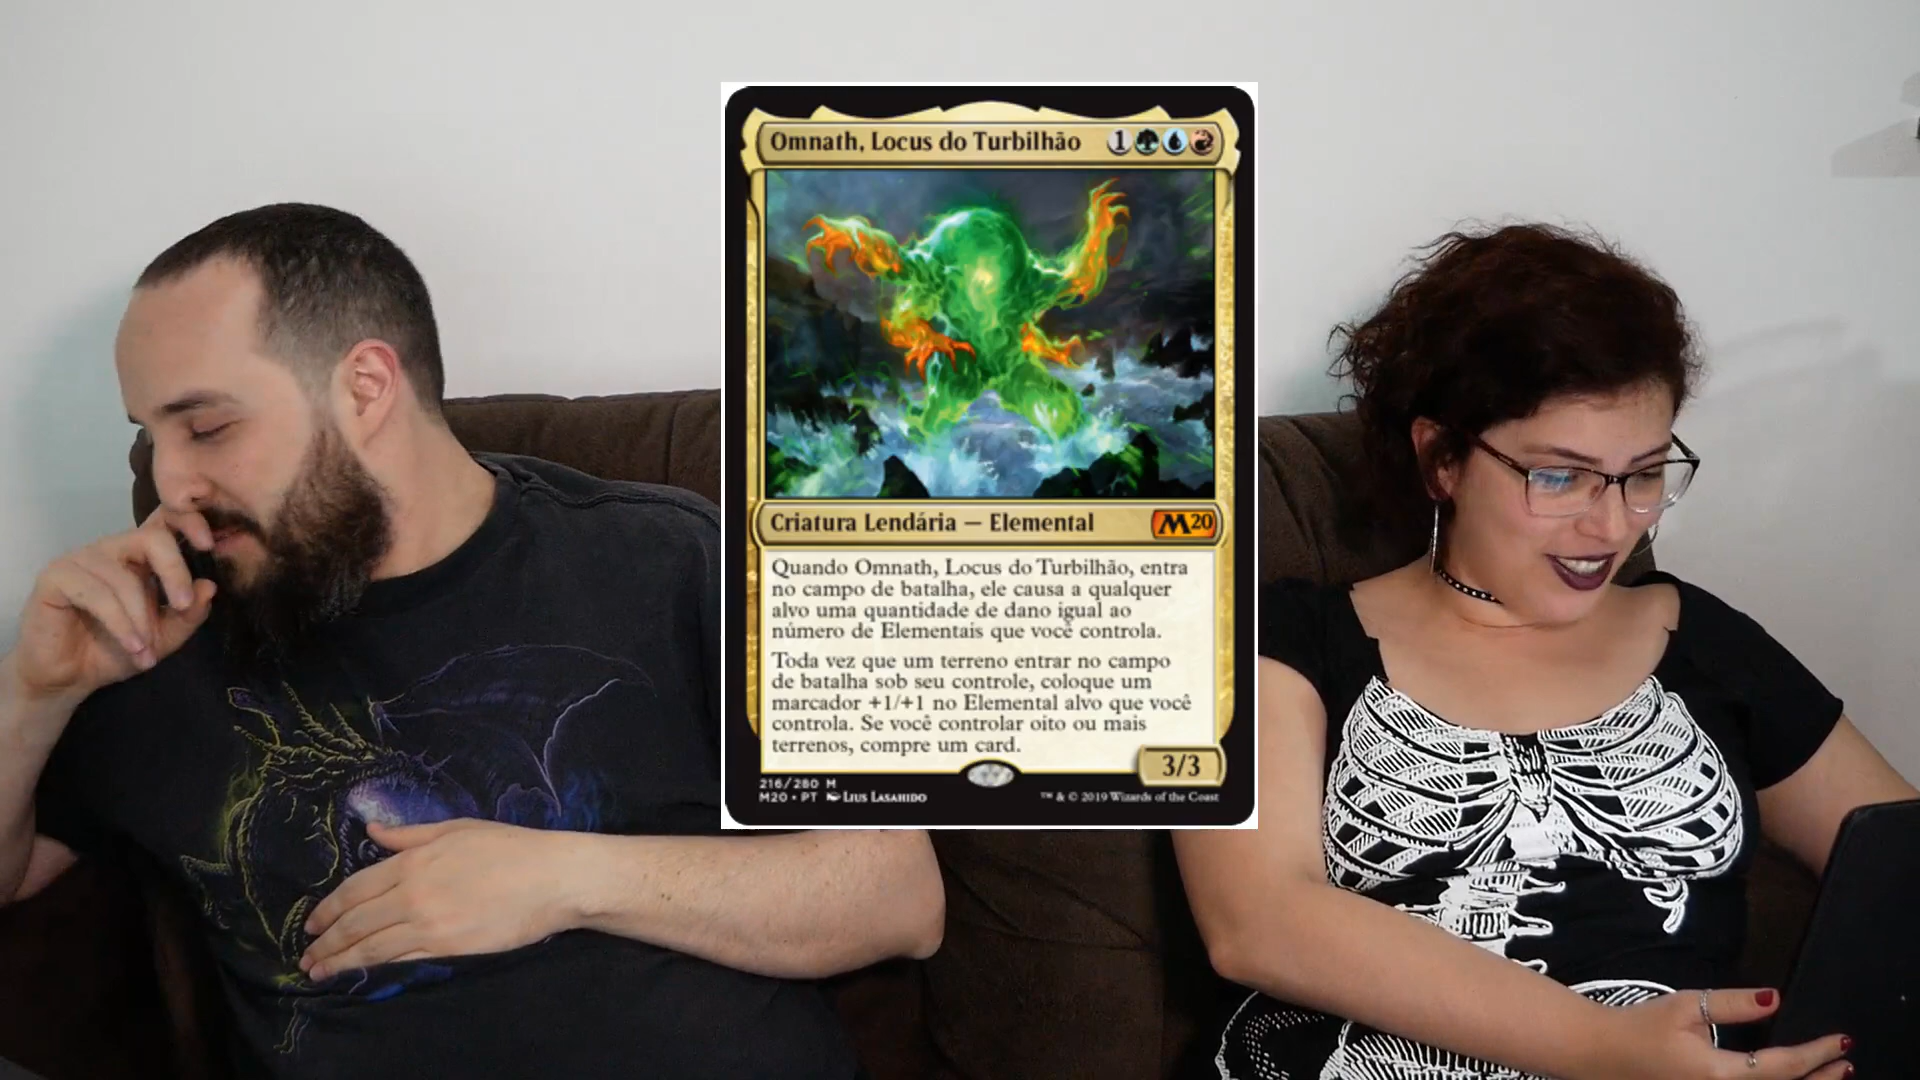 Omnath, Locus do Turbilhão 1
Criatura Lendária — Elemental M20
Quando Omnath, Locus do Turbilhão, entra
no campo de batalha, ele causa a qualquer
alvo uma quantidade de dano igual ao
número de Elementais que você controla.
Toda vez que um terreno entrar no campo
de batalha sob seu controle, coloque um
marcador +1/+1 no Elemental alvo que você
controla. Se você controlar oito ou mais
terrenos, compre um card.
3/3
216/280 M
M20 • PT Lius Lasahido
™ & © 2019 Wizards of the Coast